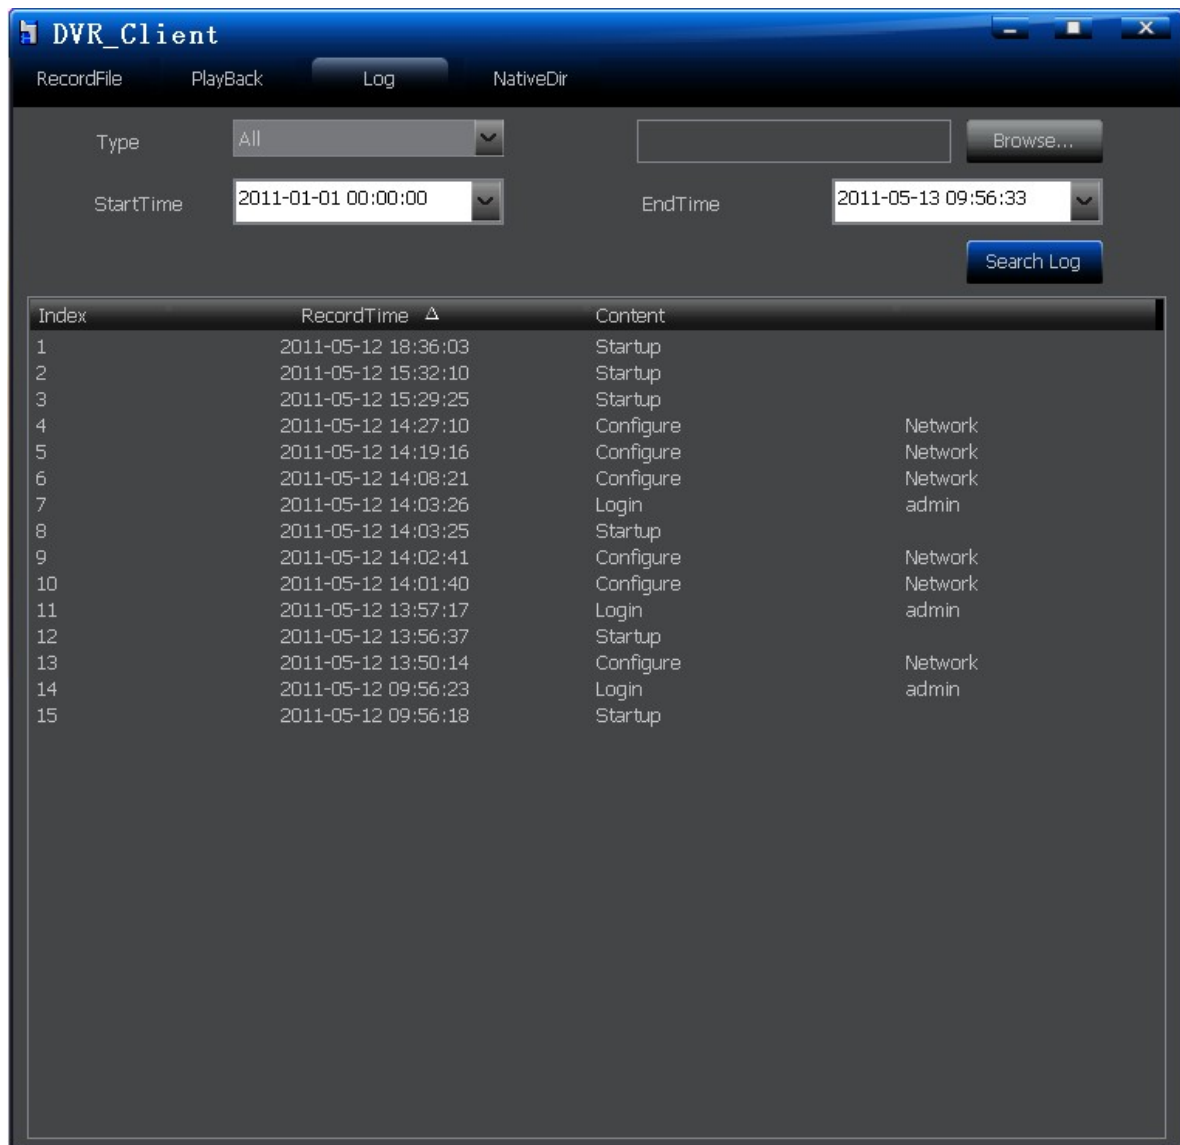 DVR_Client
RecordFile PlayBack Log NativeDir
Type All Browse...
StartTime 2011-01-01 00:00:00 EndTime 2011-05-13 09:56:33
Search Log
Index RecordTime Δ Content
1 2011-05-12 18:36:03 Startup
2 2011-05-12 15:32:10 Startup
3 2011-05-12 15:29:25 Startup
4 2011-05-12 14:27:10 Configure Network
5 2011-05-12 14:19:16 Configure Network
6 2011-05-12 14:08:21 Configure Network
7 2011-05-12 14:03:26 Login admin
8 2011-05-12 14:03:25 Startup
9 2011-05-12 14:02:41 Configure Network
10 2011-05-12 14:01:40 Configure Network
11 2011-05-12 13:57:17 Login admin
12 2011-05-12 13:56:37 Startup
13 2011-05-12 13:50:14 Configure Network
14 2011-05-12 09:56:23 Login admin
15 2011-05-12 09:56:18 Startup